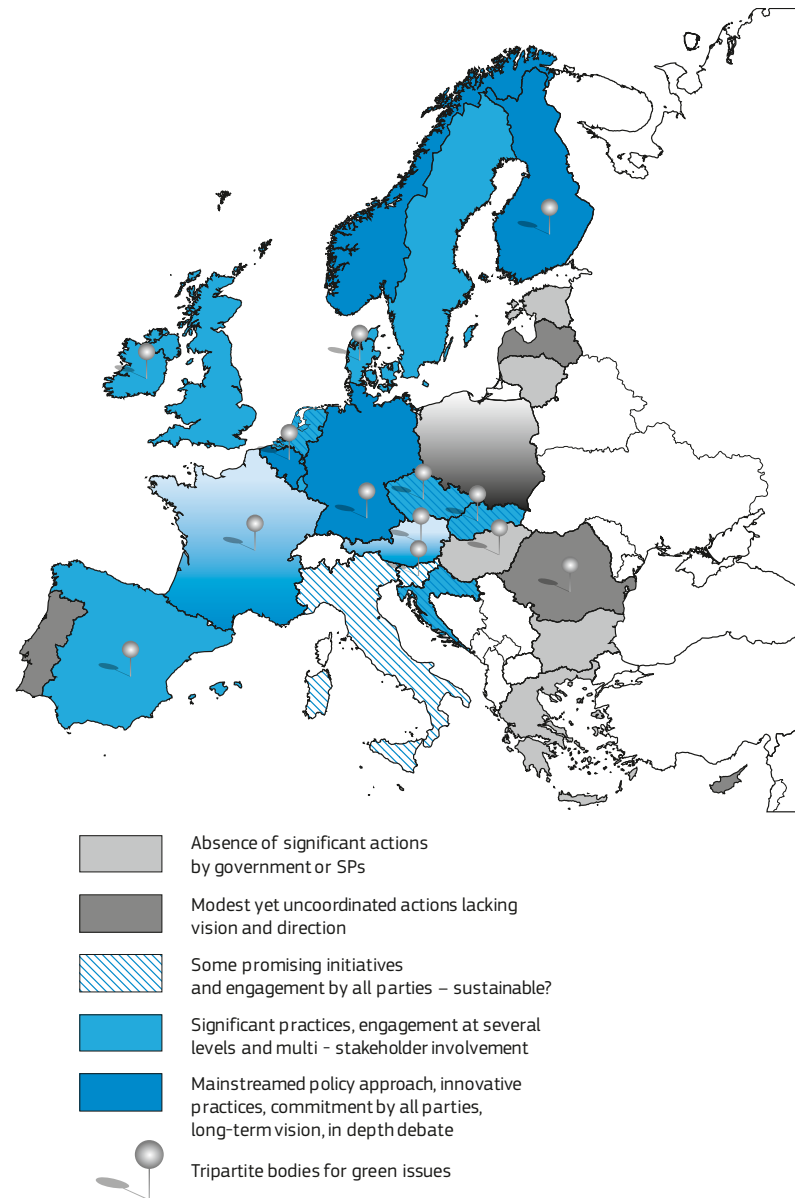 Absence of significant actions
by government or SPs
Modest yet uncoordinated actions lacking
vision and direction
Some promising initiatives
and engagement by all parties – sustainable?
Significant practices, engagement at several
levels and multi - stakeholder involvement
Mainstreamed policy approach, innovative
practices, commitment by all parties,
long-term vision, in depth debate
Tripartite bodies for green issues